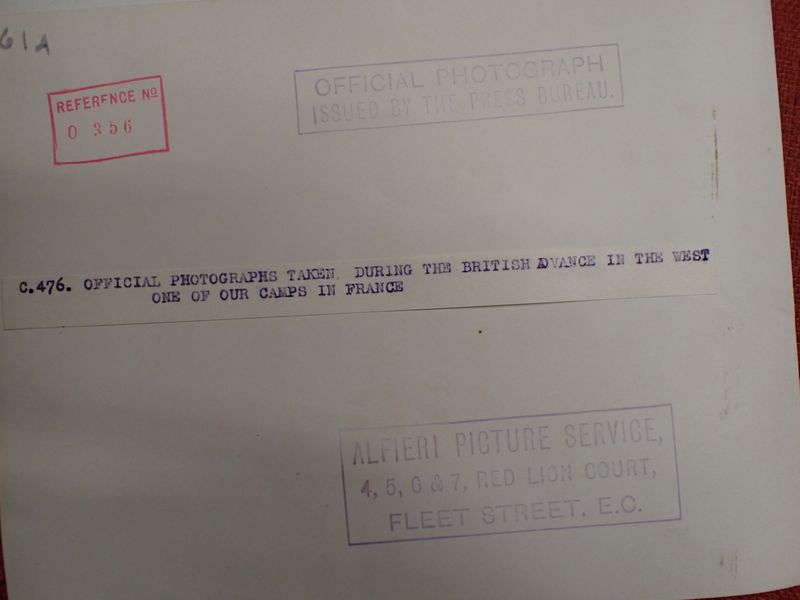 61A
REFERENCE Nº
0 356
OFFICIAL PHOTOGRAPH
ISSUED BY THE PRESS BUREAU.
C.476. OFFICIAL PHOTOGRAPHS TAKEN. DURING THE BRITISH ADVANCE IN THE WEST
ONE OF OUR CAMPS IN FRANCE
ALFIERI PICTURE SERVICE,
4, 5, 6 & 7, RED LION COURT,
FLEET STREET. E.C.